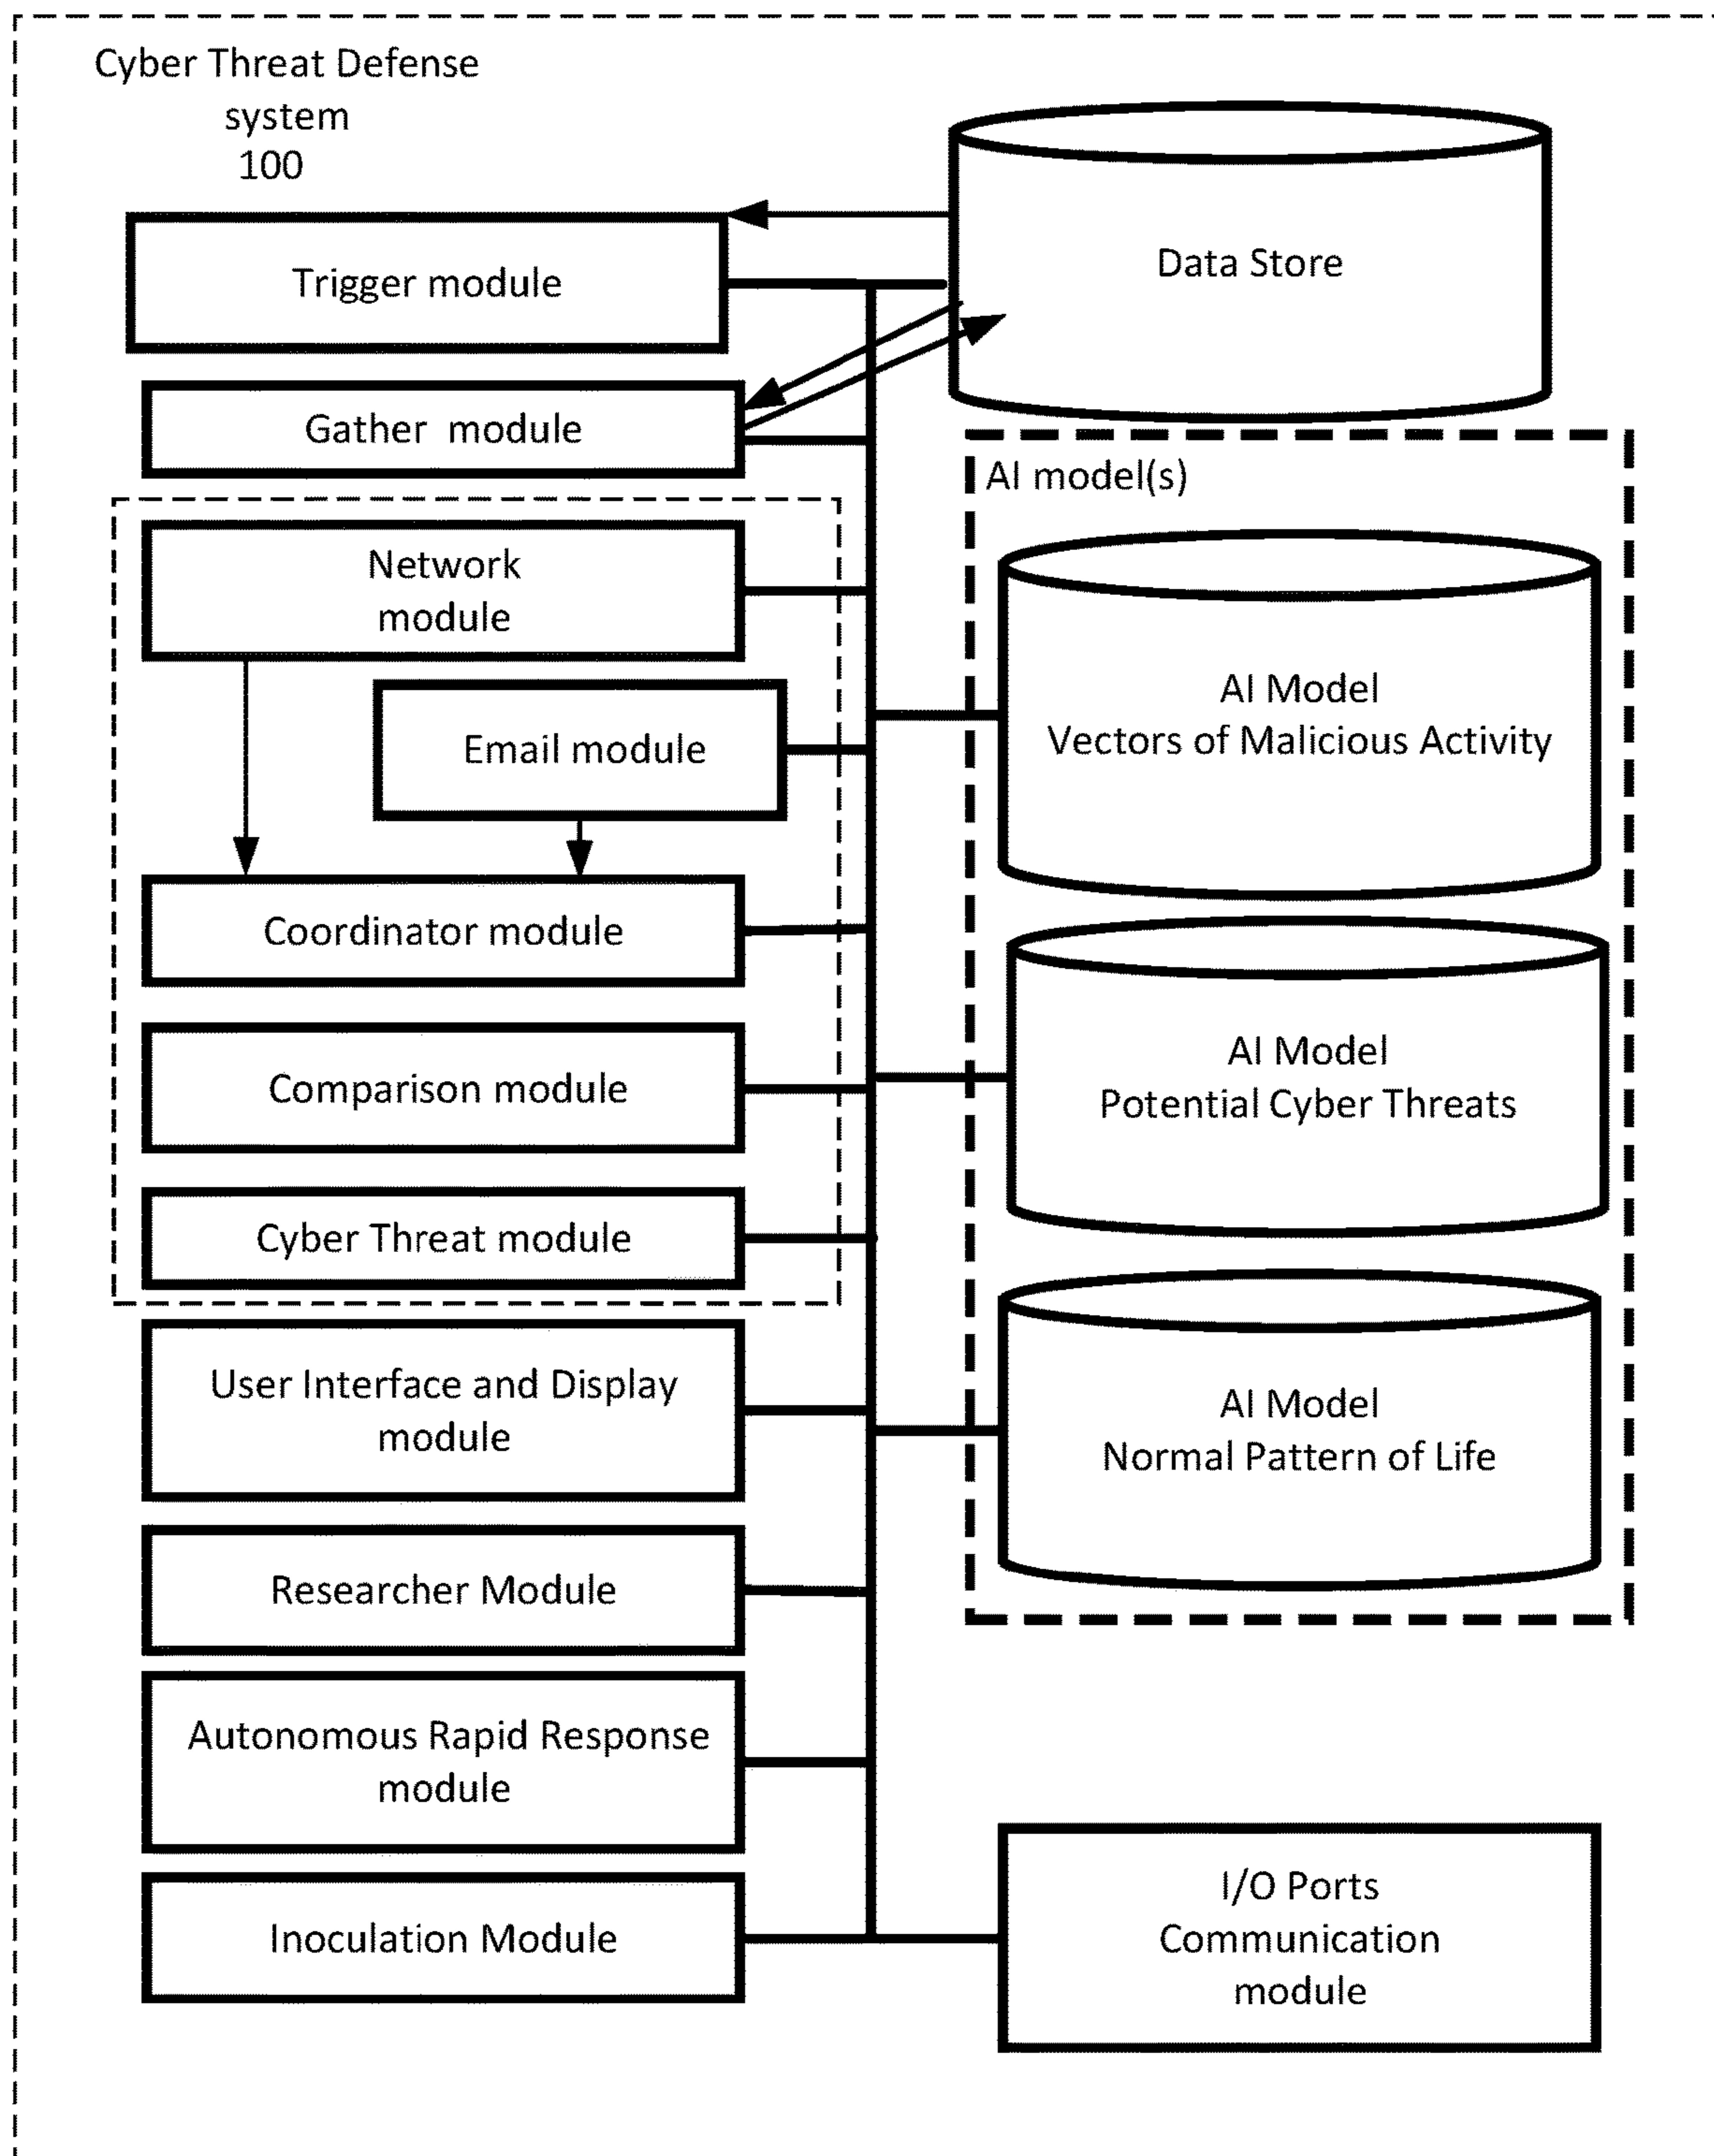 Cyber Threat Defense
system
100
Trigger module
Data Store
Gather module
AI model(s)
Network
module
Email module
AI Model
Vectors of Malicious Activity
Coordinator module
Comparison module
AI Model
Potential Cyber Threats
Cyber Threat module
User Interface and Display
module
AI Model
Normal Pattern of Life
Researcher Module
Autonomous Rapid Response
module
Inoculation Module
I/O Ports
Communication
module